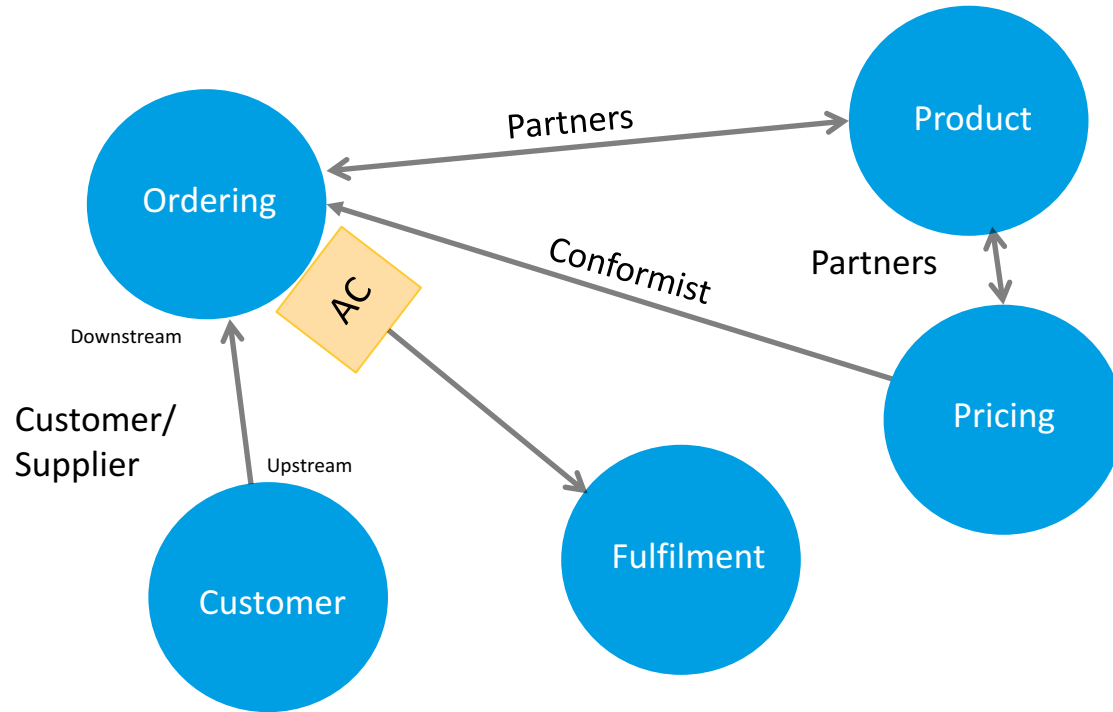 Partners
Product
Ordering
Conformist
Partners
AC
Downstream
Customer/
Supplier
Upstream
Pricing
Fulfilment
Customer